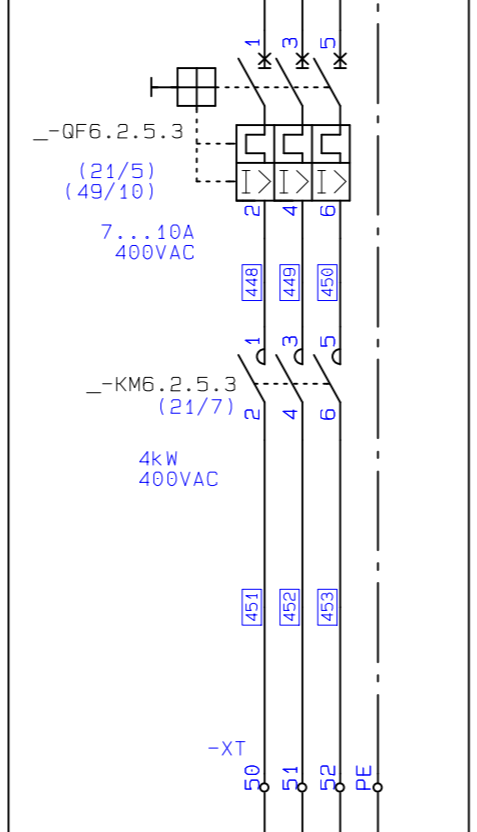 1 3 5
_-QF6.2.5.3
(21/5)
(49/10)
I> I> I>
2 4 6
7...10A
400VAC
448 449 450
1 3 5
_-KM6.2.5.3
(21/7)
2 4 6
4kW
400VAC
451 452 453
-XT
50 51 52 PE